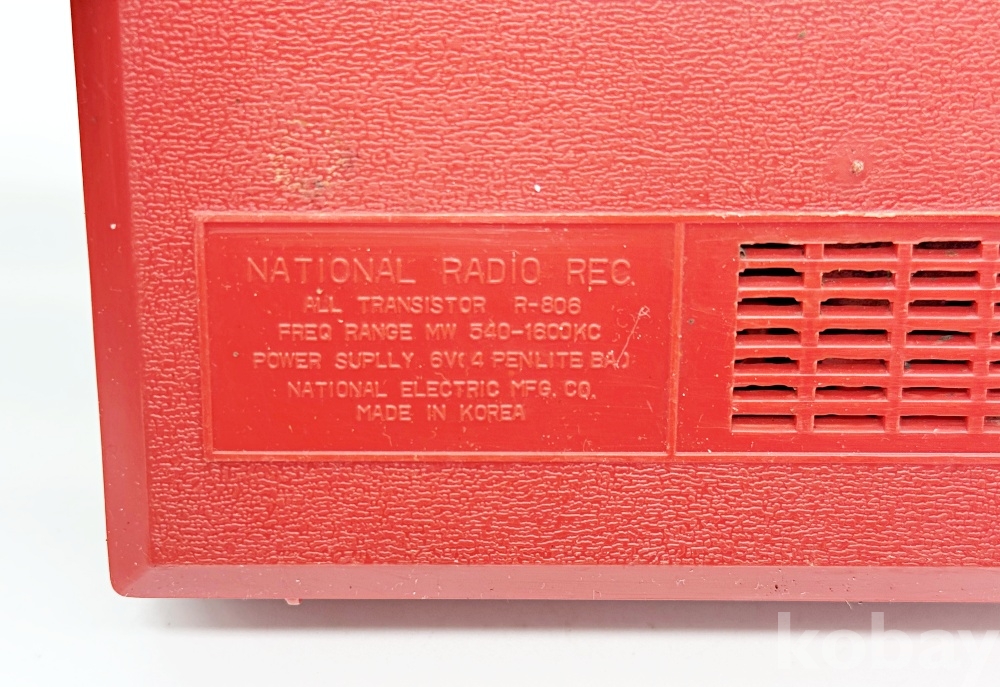 NATIONAL RADIO REC.
ALL TRANSISTOR R-806
FREQ RANGE MW 540-1600KC
POWER SUPLLY. 6V(4 PENLITE BA)
NATIONAL ELECTRIC MFG. CO.
MADE IN KOREA
kobay